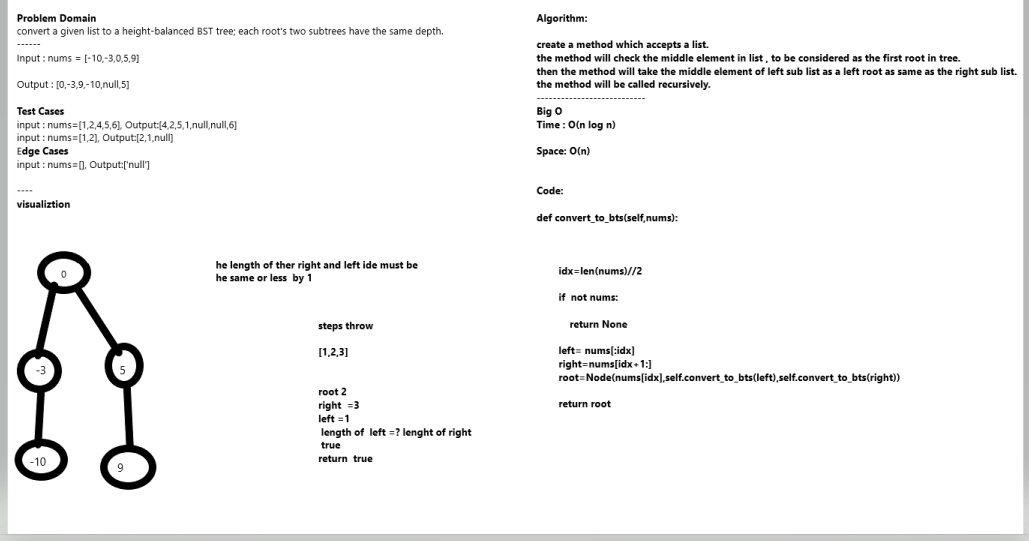 Problem Domain
convert a given list to a height-balanced BST tree; each root's two subtrees have the same depth.
------
Input : nums = [-10,-3,0,5,9]
Output : [0,-3,9,-10,null,5]
Test Cases
input : nums=[1,2,4,5,6], Output:[4,2,5,1,null,null,6]
input : nums=[1,2], Output:[2,1,null]
Edge Cases
input : nums=[], Output:['null']
----
visualiztion
0
-3
5
-10
9
he length of ther right and left ide must be
he same or less by 1
steps throw
[1,2,3]
root 2
right =3
left =1
length of left =? lenght of right
true
return true
Algorithm:
create a method which accepts a list.
the method will check the middle element in list , to be considered as the first root in tree.
then the method will take the middle element of left sub list as a left root as same as the right sub list.
the method will be called recursively.
---------------------------
Big O
Time : O(n log n)
Space: O(n)
Code:
def convert_to_bts(self,nums):
idx=len(nums)//2
if not nums:
return None
left= nums[:idx]
right=nums[idx+1:]
root=Node(nums[idx],self.convert_to_bts(left),self.convert_to_bts(right))
return root